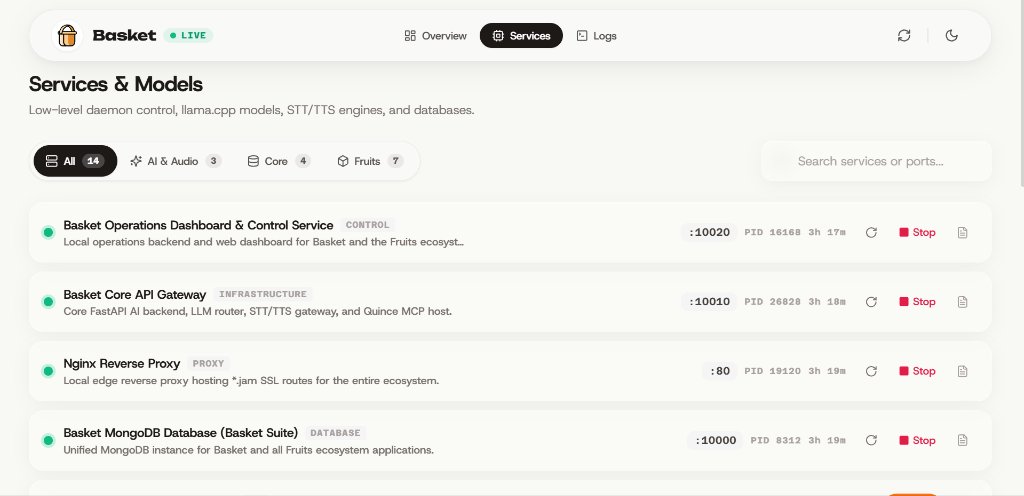 Basket LIVE Overview Services Logs
Services & Models
Low-level daemon control, llama.cpp models, STT/TTS engines, and databases.
All 14 AI & Audio 3 Core 4 Fruits 7 Search services or ports...
Basket Operations Dashboard & Control Service CONTROL
Local operations backend and web dashboard for Basket and the Fruits ecosyst...
:10020 PID 16168 3h 17m Stop
Basket Core API Gateway INFRASTRUCTURE
Core FastAPI AI backend, LLM router, STT/TTS gateway, and Quince MCP host.
:10010 PID 26828 3h 18m Stop
Nginx Reverse Proxy PROXY
Local edge reverse proxy hosting *.jam SSL routes for the entire ecosystem.
:80 PID 19120 3h 19m Stop
Basket MongoDB Database (Basket Suite) DATABASE
Unified MongoDB instance for Basket and all Fruits ecosystem applications.
:10000 PID 8312 3h 19m Stop